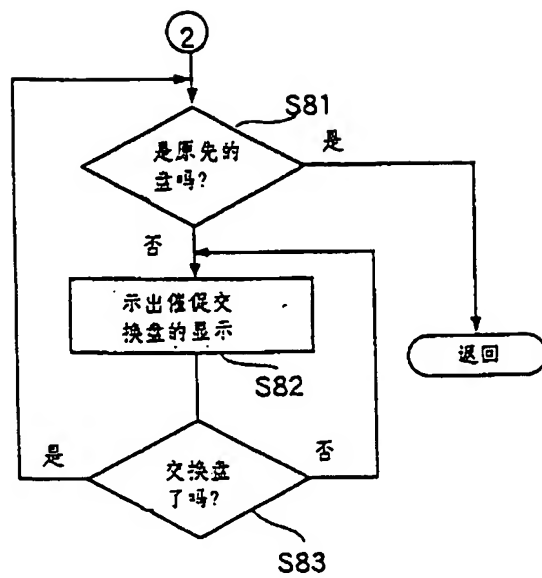 2
S81
是原先的
盘吗?
是
否
示出催促交
换盘的显示
返回
S82
是
交换盘
了吗?
否
S83